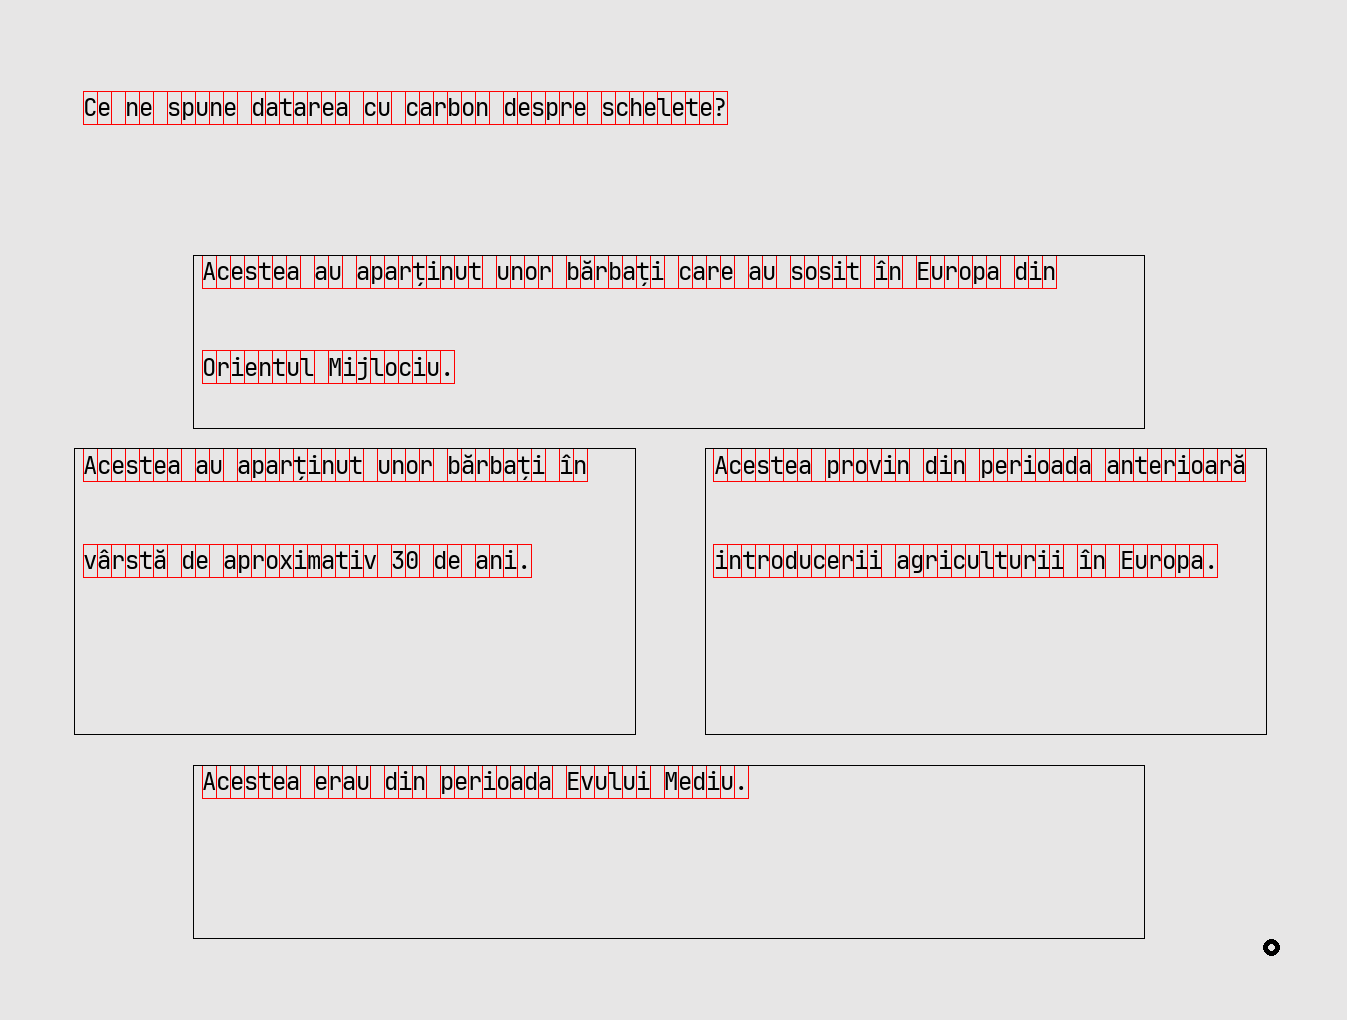 Ce ne spune datarea cu carbon despre schelete?
Acestea au aparținut unor bărbați care au sosit în Europa din
Orientul Mijlociu.
Acestea au aparținut unor bărbați în
vârstă de aproximativ 30 de ani.
Acestea provin din perioada anterioară
introducerii agriculturii în Europa.
Acestea erau din perioada Evului Mediu.